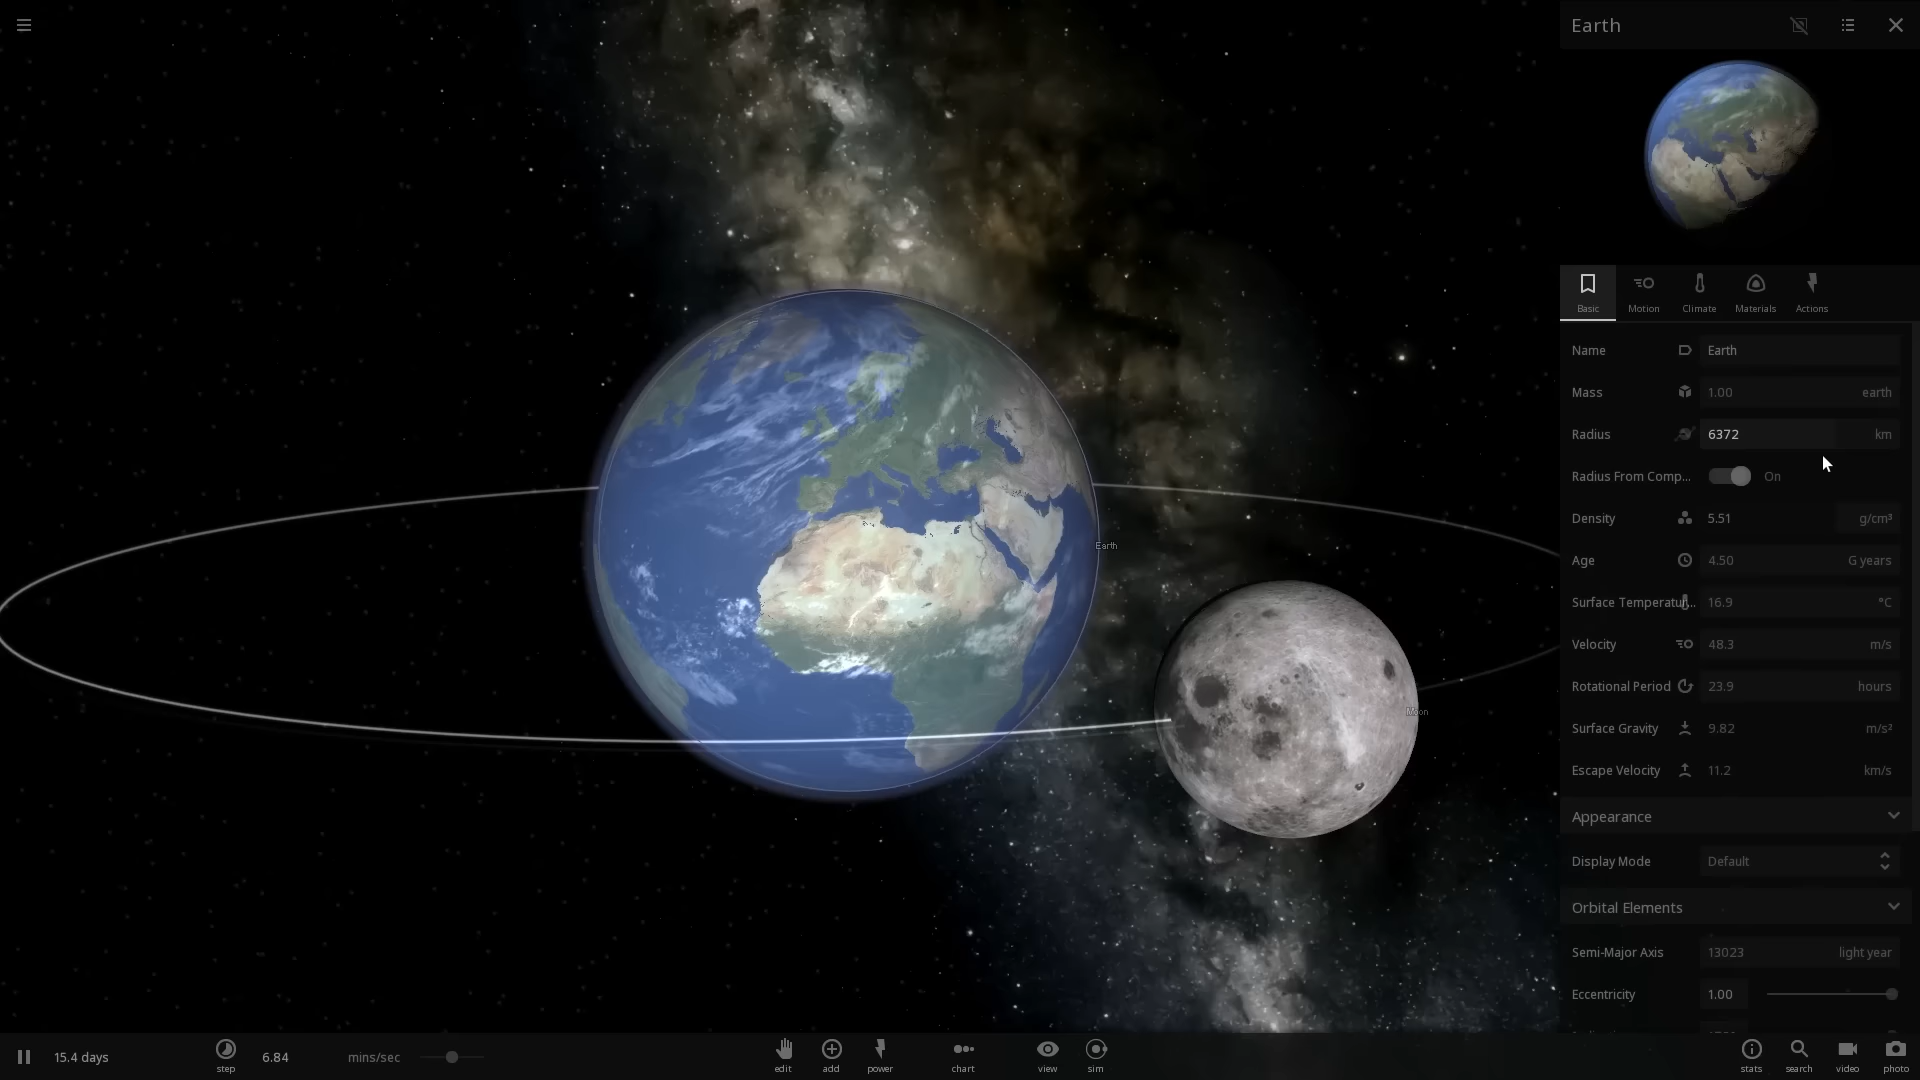 Earth
Basic Motion Climate Materials Actions
Name Earth
Mass 1.00 earth
Radius 6372 km
Radius From Comp... On
Density 5.51 g/cm³
Age 4.50 G years
Surface Temperatur... 16.9 °C
Velocity 48.3 m/s
Rotational Period 23.9 hours
Surface Gravity 9.82 m/s²
Escape Velocity 11.2 km/s
Appearance
Display Mode Default
Orbital Elements
Semi-Major Axis 13023 light year
Eccentricity 1.00
Earth
Moon
15.4 days
step
6.84 mins/sec
edit add power chart view sim
stats search video photo